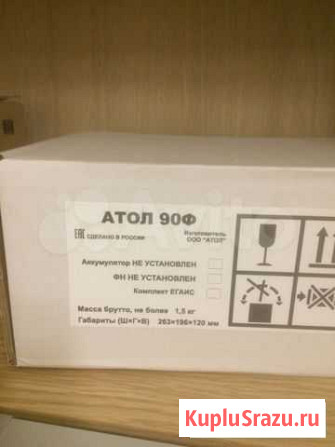 АТОЛ 90Ф
EAC СДЕЛАНО В РОССИИ
Изготовитель
ООО "АТОЛ"
Аккумулятор НЕ УСТАНОВЛЕН
ФН НЕ УСТАНОВЛЕН
Комплект ЕГАИС
Масса брутто, не более 1,5 кг
Габариты (Ш×Г×В) 263×186×120 мм
Avito
KupluSrazu.ru